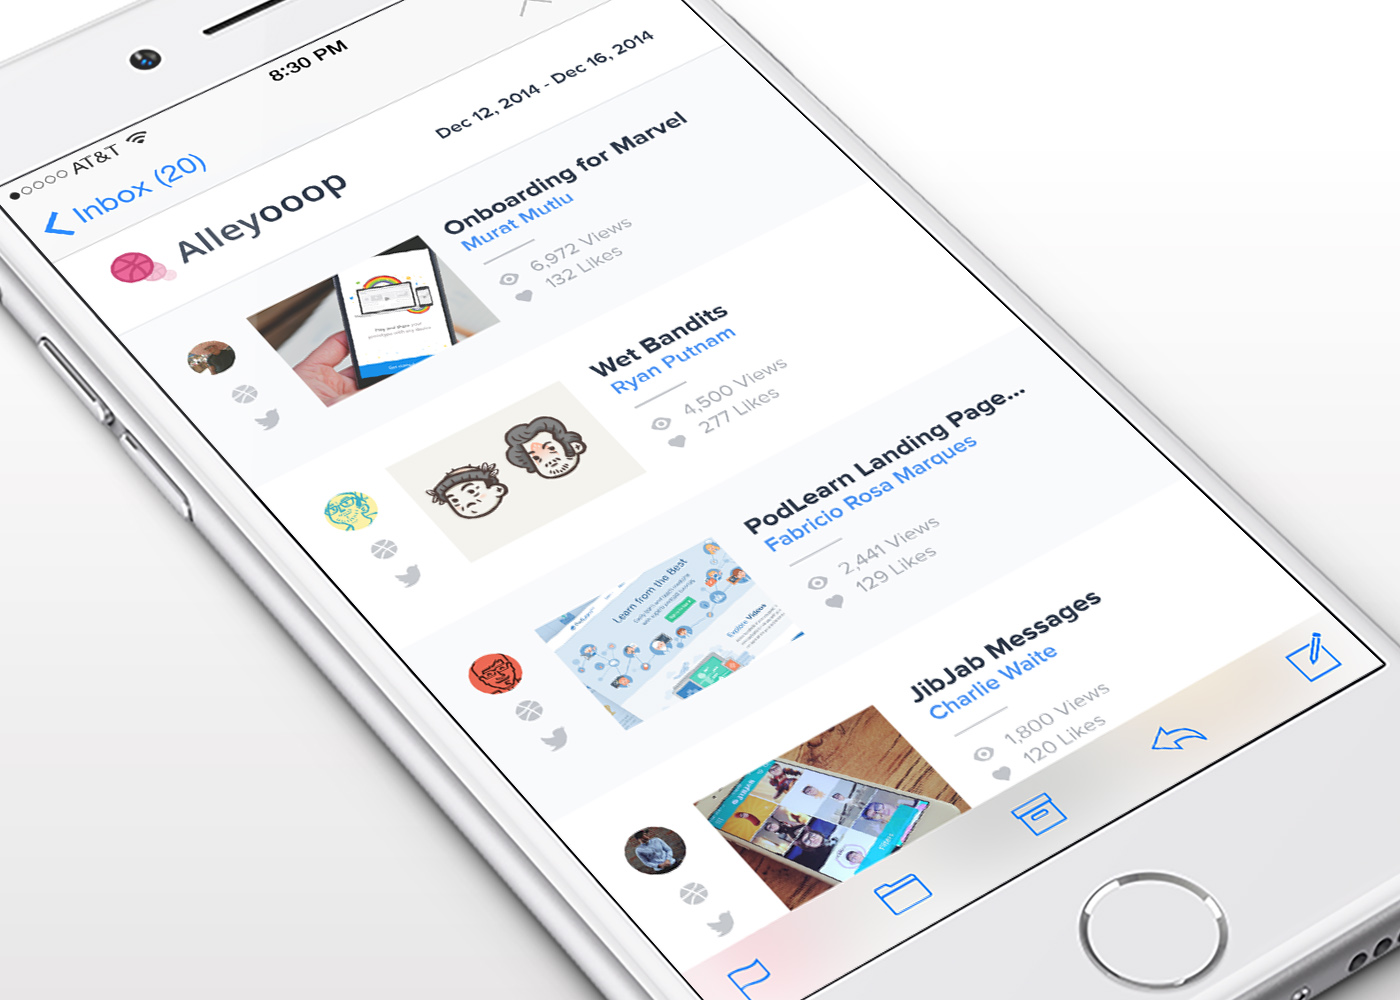 8:30 PM
AT&T
Inbox (20)
Alleyooop
Dec 12, 2014 - Dec 16, 2014
Onboarding for Marvel
Murat Mutlu
6,972 Views
132 Likes
Wet Bandits
Ryan Putnam
4,500 Views
277 Likes
PodLearn Landing Page...
Fabricio Rosa Marques
2,441 Views
129 Likes
Learn from the Best
Explore Videos
JibJab Messages
Charlie Waite
1,800 Views
120 Likes